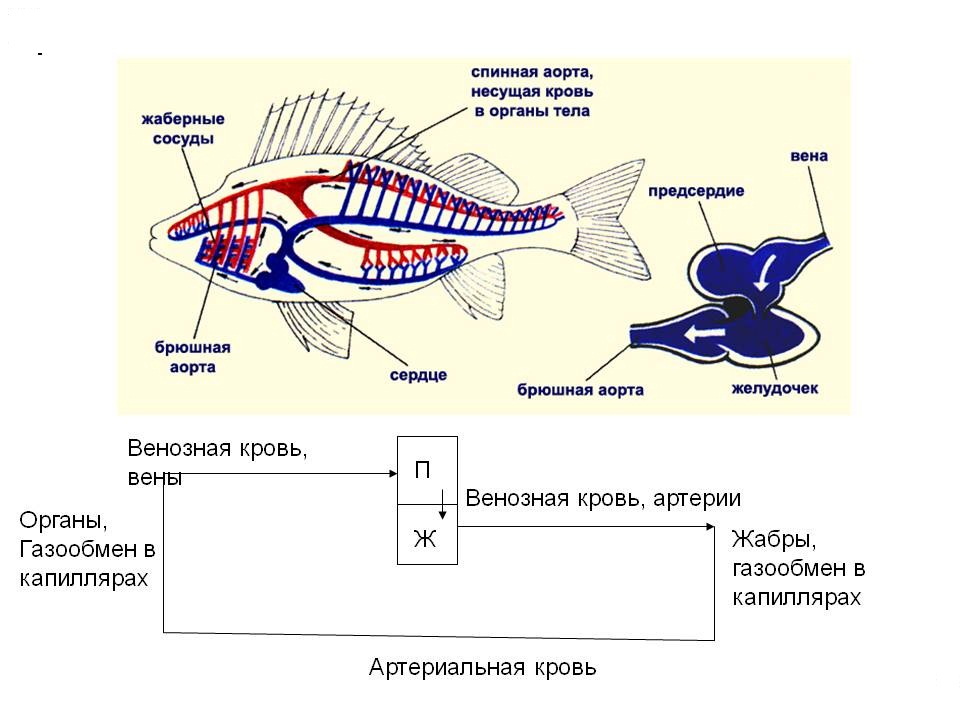 -
спинная аорта,
несущая кровь
в органы тела
жаберные
сосуды
вена
предсердие
брюшная
аорта
сердце
брюшная аорта
желудочек
Венозная кровь,
вены
П
Венозная кровь, артерии
Органы,
Газообмен в
капиллярах
Ж
Жабры,
газообмен в
капиллярах
Артериальная кровь